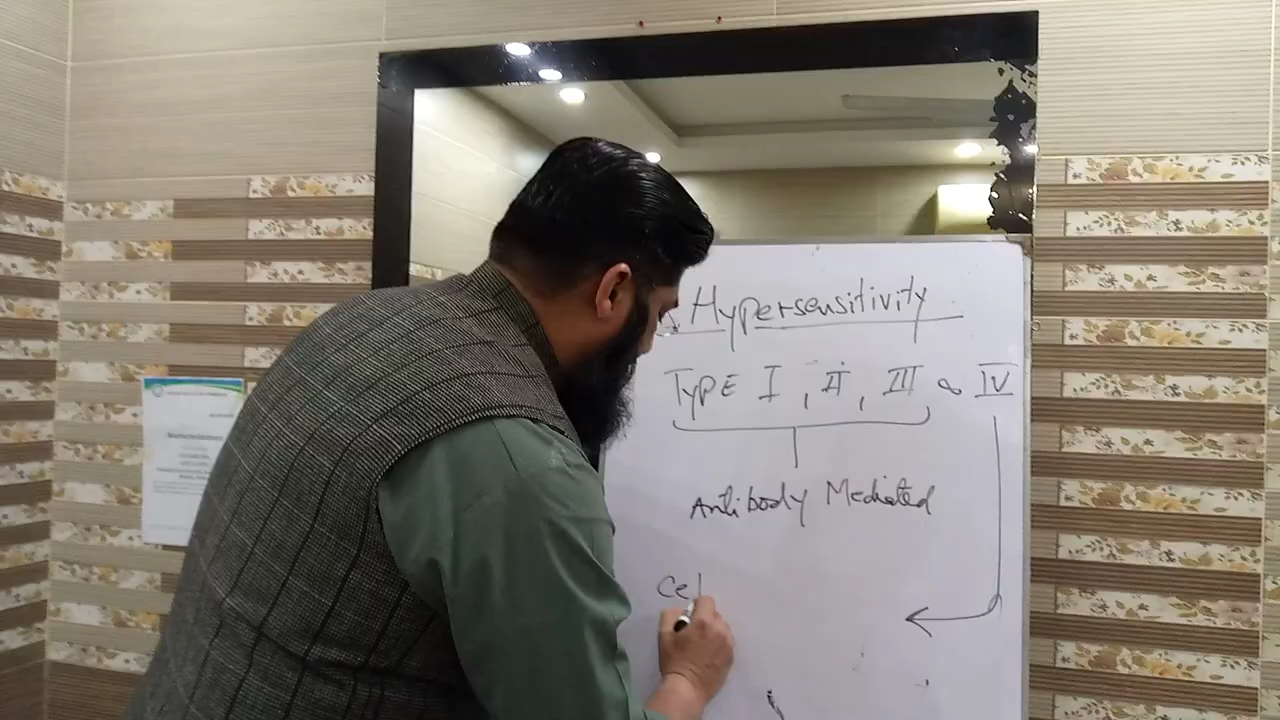 Hypersensitivity
TYPE I, II, III & IV
Antibody Mediated
Cel